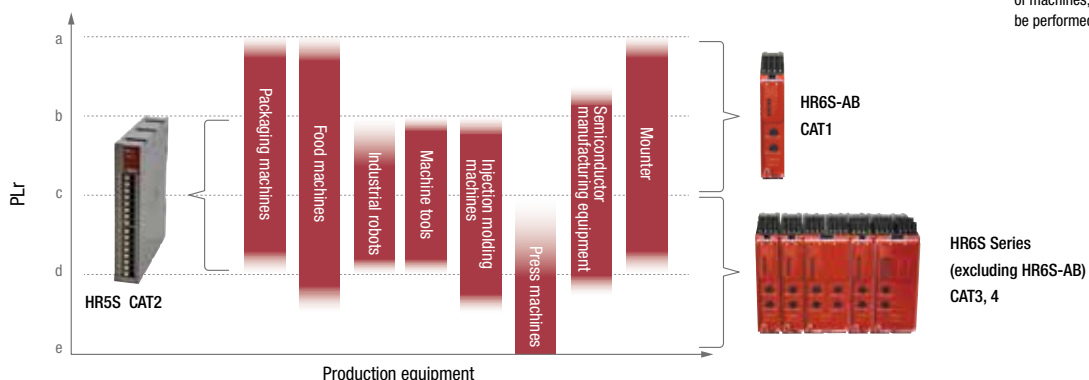 of machines,
be performed
PLr
a
b
c
d
e
HR5S CAT2
Packaging machines
Food machines
Industrial robots
Machine tools
Injection molding
machines
Press machines
Semiconductor
manufacturing equipment
Mounter
Production equipment
HR6S-AB
CAT1
HR6S Series
(excluding HR6S-AB)
CAT3, 4